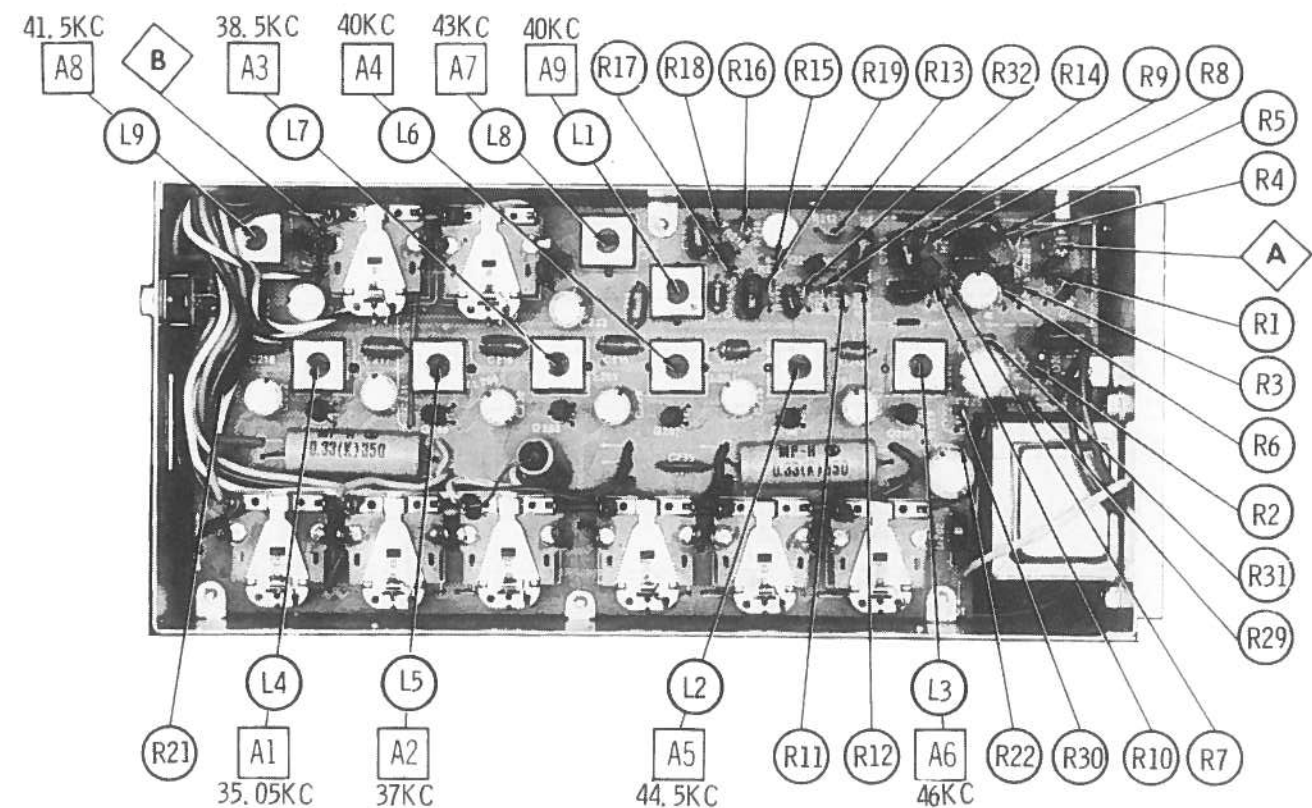 41.5KC 38.5KC 40KC 43KC 40KC
A8 B A3 A4 A7 A9 R17 R18 R16 R15 R19 R13 R32 R14 R9 R8
L9 L7 L6 L8 L1 R5
R4
A
R1
R3
R6
0.33(K)350
R2
R31
R29
L4 L5 L2 L3
R21 A1 A2 A5 R11 R12 A6 R22 R30 R10 R7
35.05KC 37KC 44.5KC 46KC